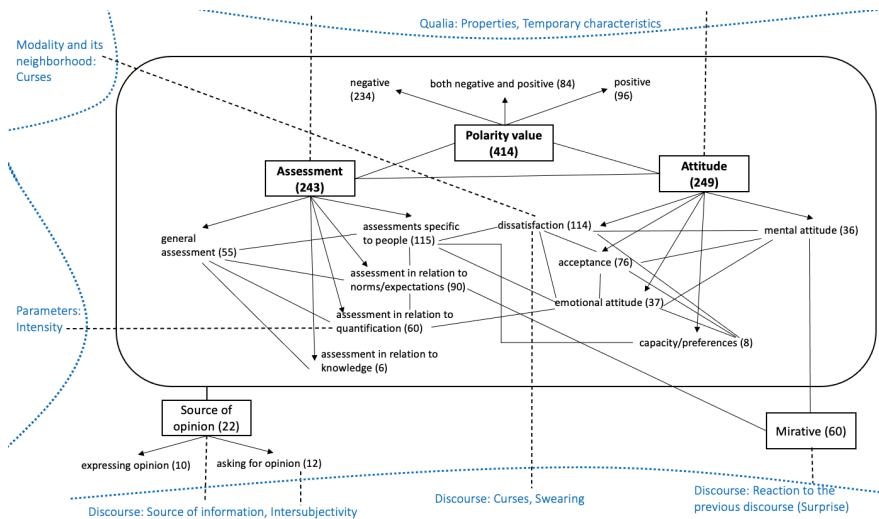 Qualia: Properties, Temporary characteristics
Modality and its
neighborhood:
Curses
negative
(234)
both negative and positive (84)
positive
(96)
Polarity value
(414)
Assessment
(243)
Attitude
(249)
general
assessment (55)
assessments specific
to people (115)
dissatisfaction (114)
mental attitude (36)
acceptance (76)
assessment in relation to
norms/expectations (90)
emotional attitude (37)
Parameters:
Intensity
assessment in relation to
quantification (60)
capacity/preferences (8)
assessment in relation to
knowledge (6)
Source of
opinion (22)
Mirative (60)
expressing opinion (10)
asking for opinion (12)
Discourse: Source of information, Intersubjectivity
Discourse: Curses, Swearing
Discourse: Reaction to the
previous discourse (Surprise)